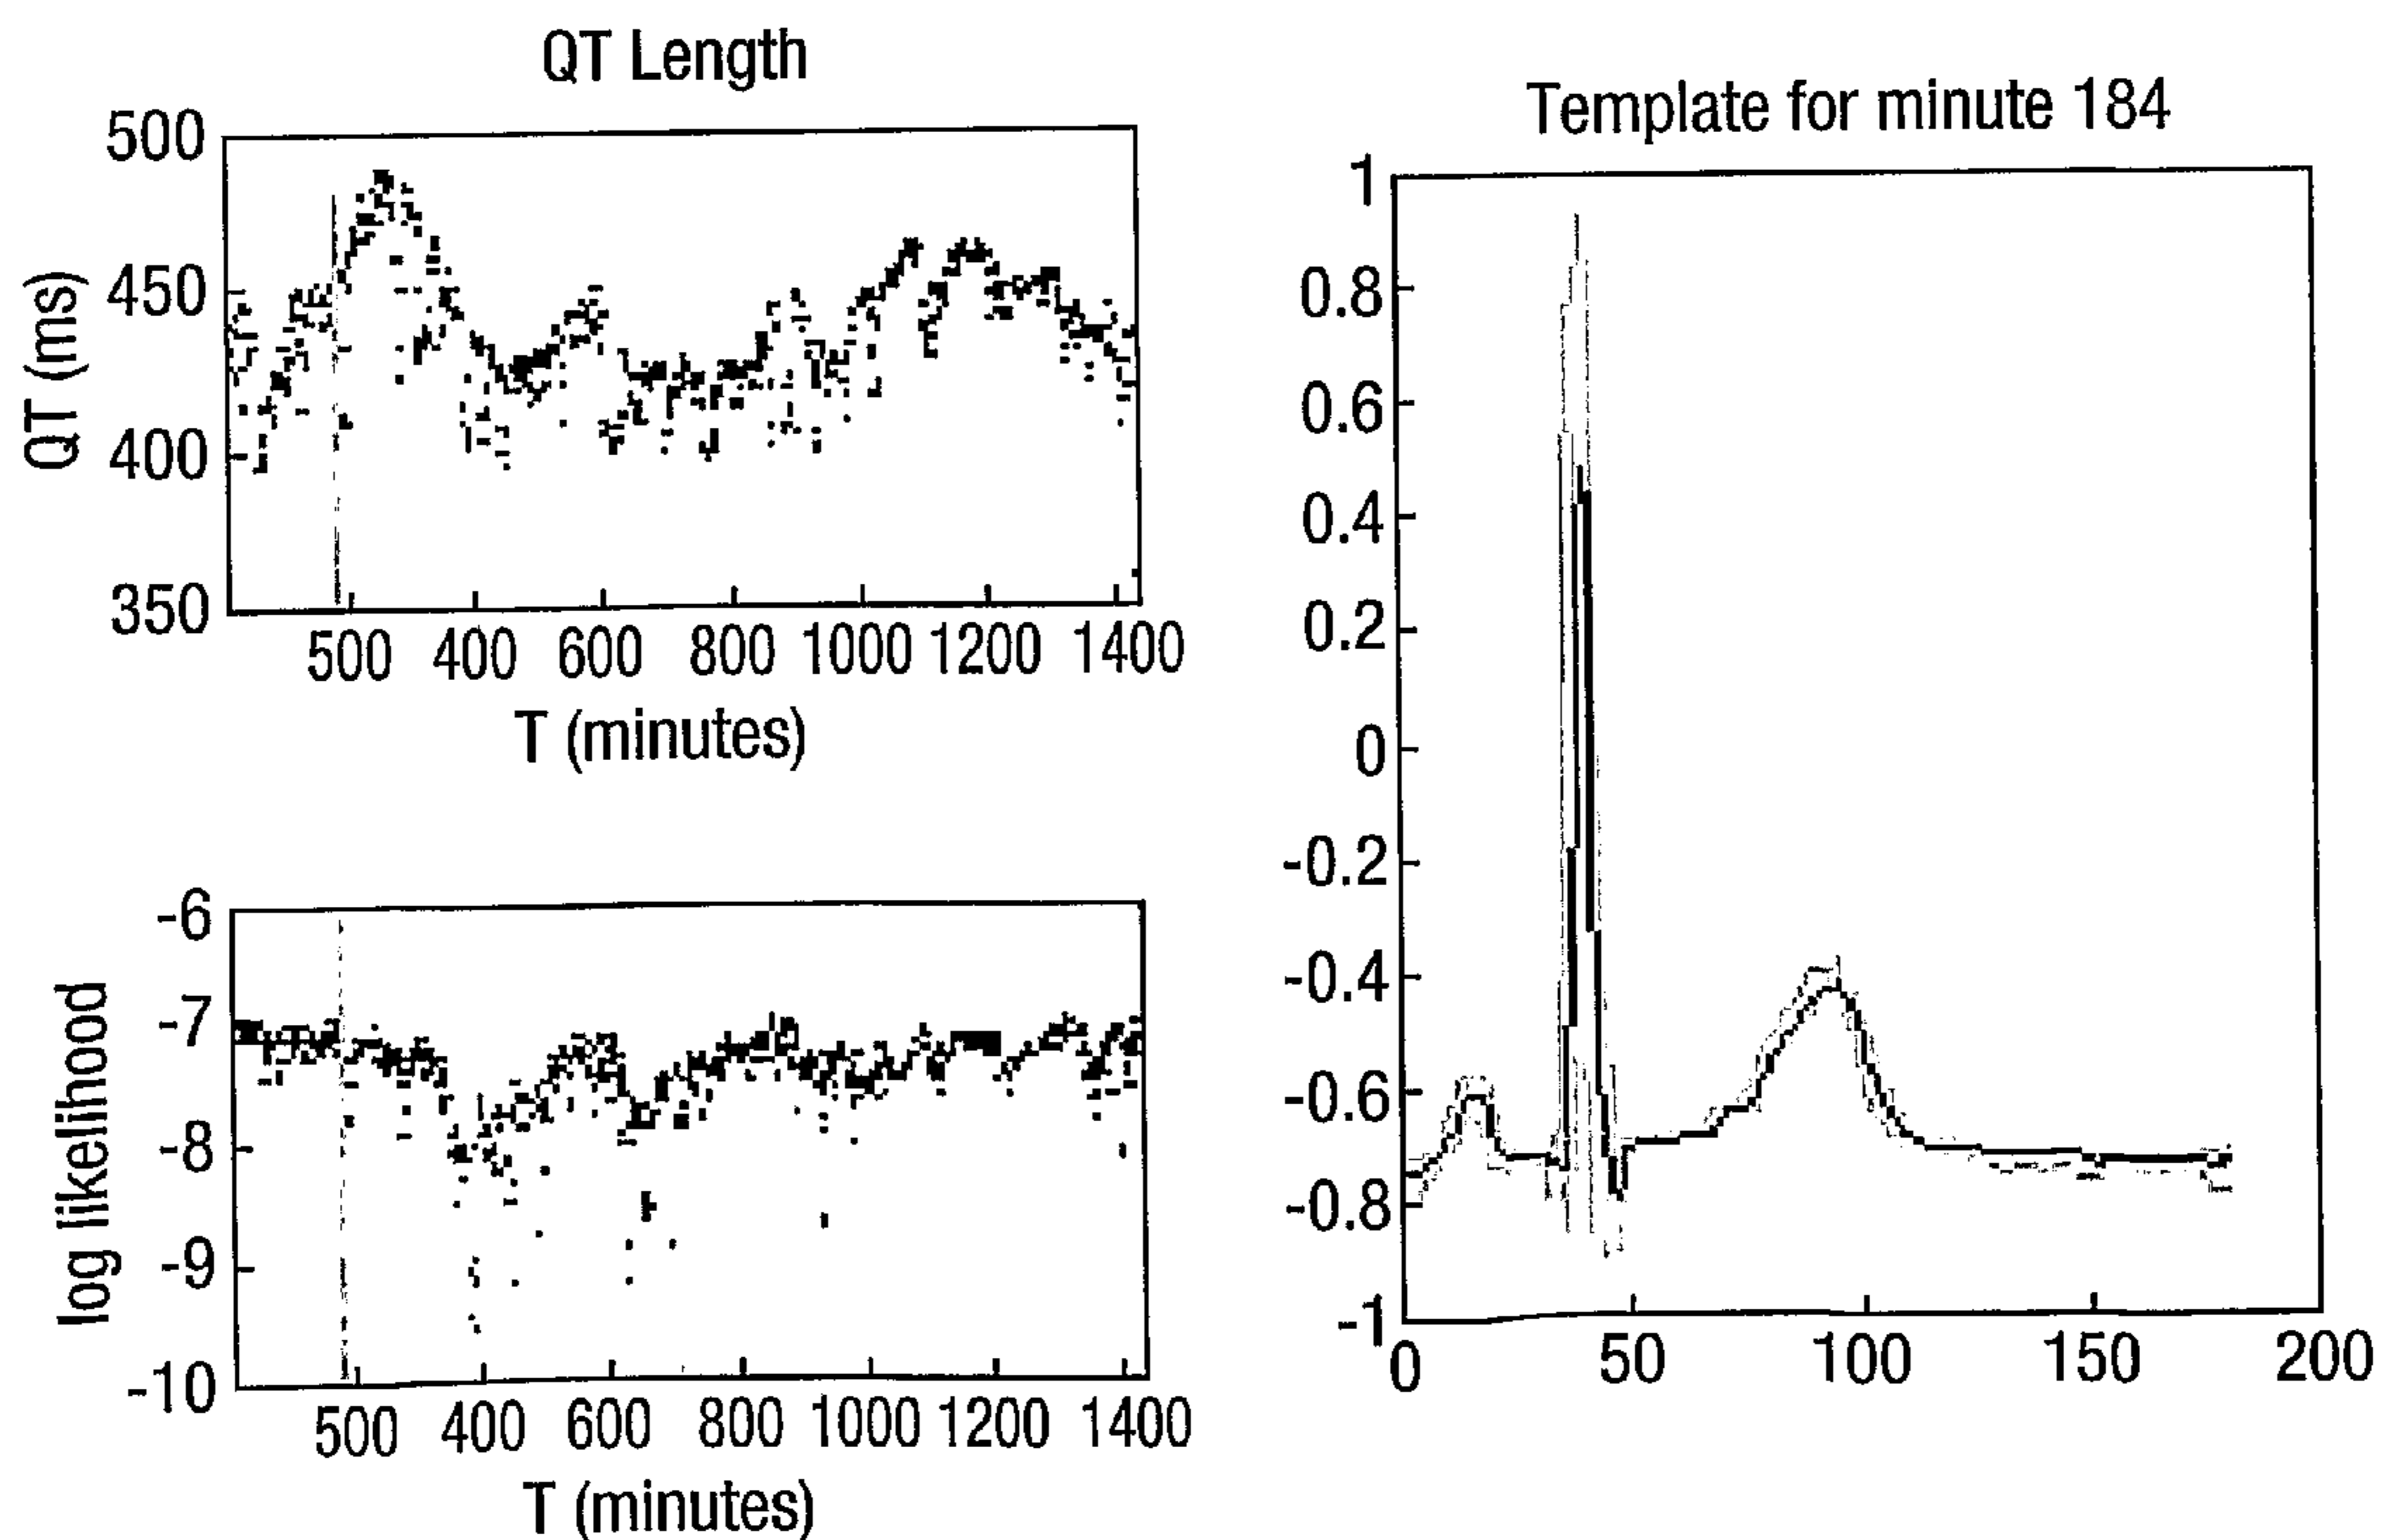 QT Length
500
450
400
350
QT (ms)
500 400 600 800 1000 1200 1400
T (minutes)
-6
-7
-8
-9
-10
log likelihood
500 400 600 800 1000 1200 1400
T (minutes)
Template for minute 184
1
0.8
0.6
0.4
0.2
0
-0.2
-0.4
-0.6
-0.8
-1
0 50 100 150 200